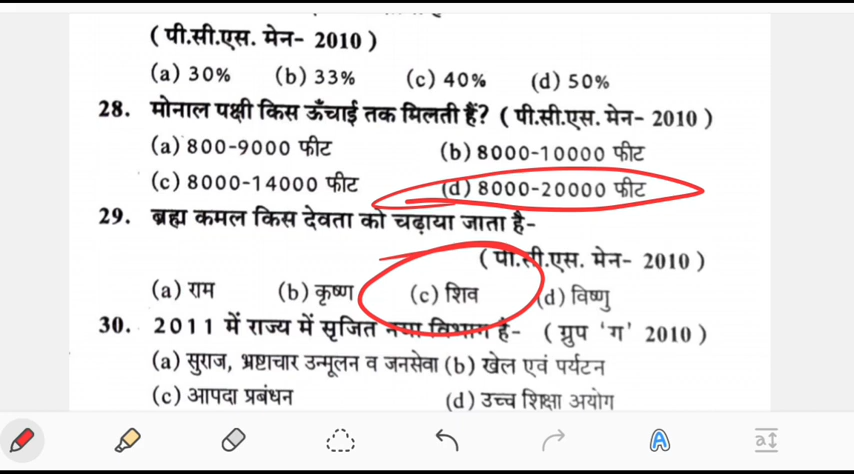 ( पी.सी.एस. मेन- 2010 )
(a) 30% (b) 33% (c) 40% (d) 50%
28. मोनाल पक्षी किस ऊँचाई तक मिलती हैं? ( पी.सी.एस. मेन- 2010 )
(a) 800-9000 फीट (b) 8000-10000 फीट
(c) 8000-14000 फीट (d) 8000-20000 फीट
29. ब्रह्म कमल किस देवता को चढ़ाया जाता है-
( पी.सी.एस. मेन- 2010 )
(a) राम (b) कृष्ण (c) शिव (d) विष्णु
30. 2011 में राज्य में सृजित नया विभाग है- ( ग्रुप 'ग' 2010 )
(a) सुराज, भ्रष्टाचार उन्मूलन व जनसेवा (b) खेल एवं पर्यटन
(c) आपदा प्रबंधन (d) उच्च शिक्षा अयोग
A a